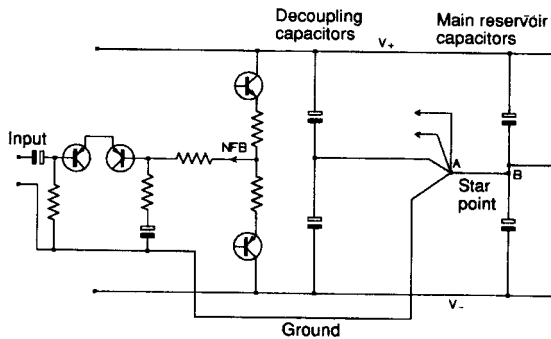 Decoupling
capacitors
Main reservoir
capacitors
V+
Input
NFB
A
B
Star
point
V-
Ground